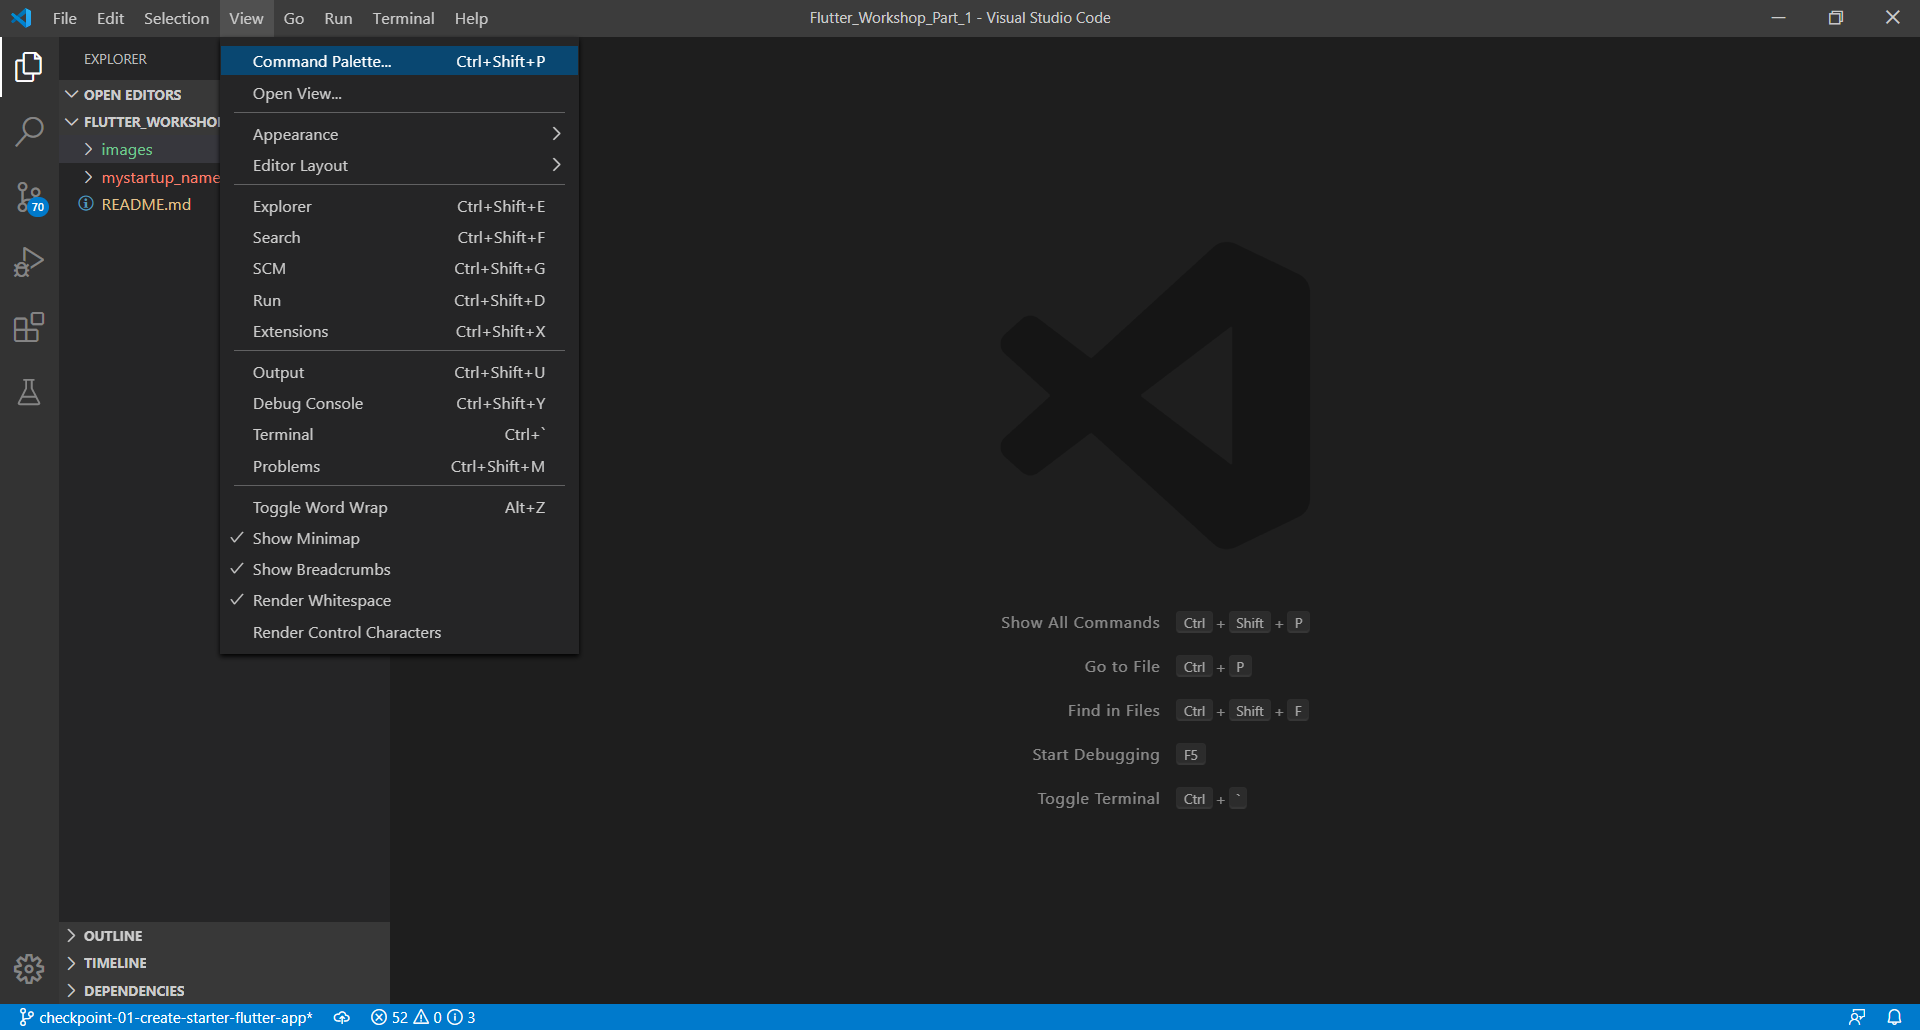 File Edit Selection View Go Run Terminal Help
Flutter_Workshop_Part_1 - Visual Studio Code
EXPLORER
OPEN EDITORS
FLUTTER_WORKSHO
images
mystartup_name
README.md
70
Command Palette... Ctrl+Shift+P
Open View...
Appearance
Editor Layout
Explorer Ctrl+Shift+E
Search Ctrl+Shift+F
SCM Ctrl+Shift+G
Run Ctrl+Shift+D
Extensions Ctrl+Shift+X
Output Ctrl+Shift+U
Debug Console Ctrl+Shift+Y
Terminal Ctrl+`
Problems Ctrl+Shift+M
Toggle Word Wrap Alt+Z
Show Minimap
Show Breadcrumbs
Render Whitespace
Render Control Characters
Show All Commands Ctrl + Shift + P
Go to File Ctrl + P
Find in Files Ctrl + Shift + F
Start Debugging F5
Toggle Terminal Ctrl + `
OUTLINE
TIMELINE
DEPENDENCIES
checkpoint-01-create-starter-flutter-app* 52 0 3